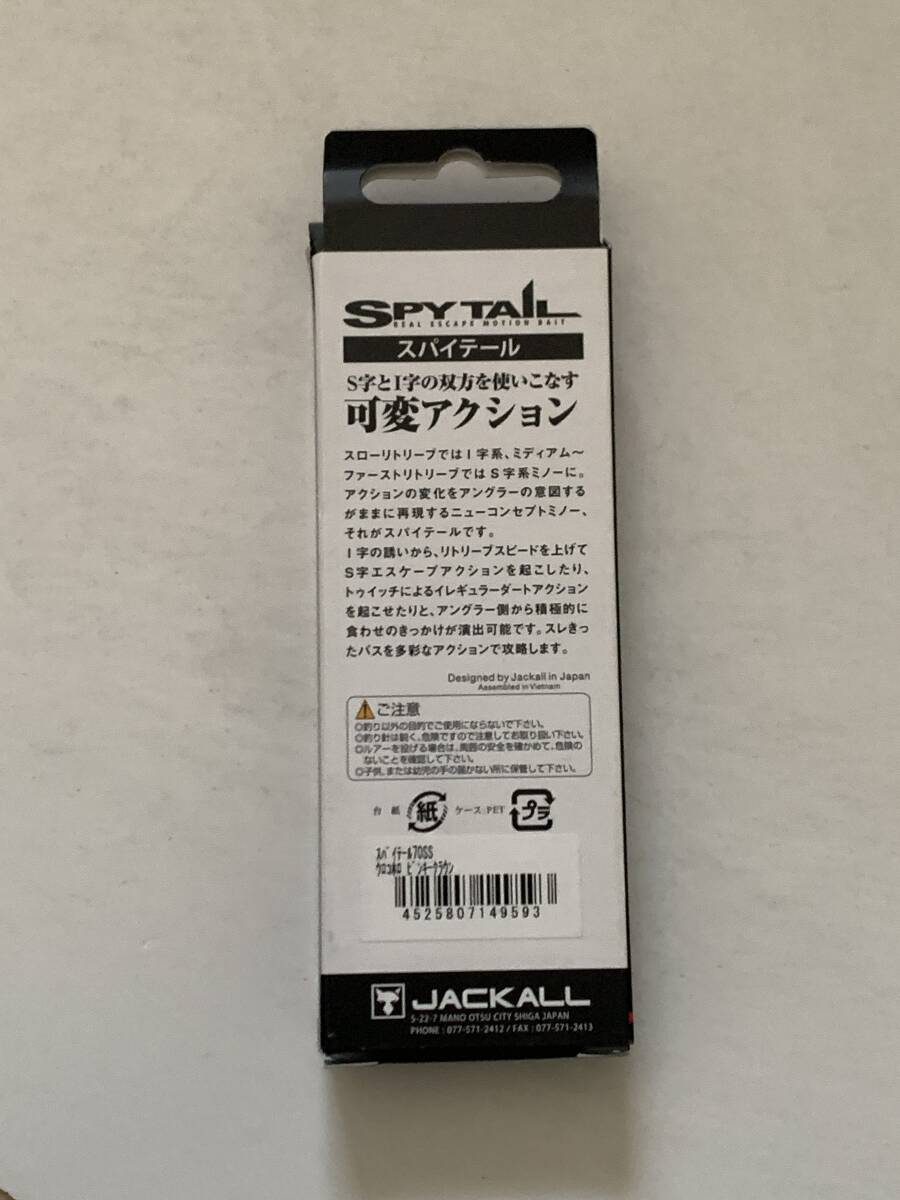 SPYTAIL
REAL ESCAPE MOTION BAIT
スパイテール
S字とI字の双方を使いこなす
可変アクション
スローリトリーブではI字系、ミディアム〜
ファーストリトリーブではS字系ミノーに。
アクションの変化をアングラーの意図する
がままに再現するニューコンセプトミノー、
それがスパイテールです。
I字の誘いから、リトリーブスピードを上げて
S字エスケープアクションを起こしたり、
トゥイッチによるイレギュラーダートアクション
を起こせたりと、アングラー側から積極的に
食わせのきっかけが演出可能です。スレきっ
たバスを多彩なアクションで攻略します。
Designed by Jackall in Japan
Assembled in Vietnam
ご注意
◎釣り以外の目的でご使用にならないで下さい。
◎釣り針は鋭く、危険ですので注意してお取り扱い下さい。
◎ルアーを投げる場合は、周囲の安全を確かめて、危険の
ないことを確認して下さい。
◎子供、または幼児の手の届かない所に保管して下さい。
台紙 紙 ケース:PET プラ
スパイテール70SS
ウロコホロ ピンキークラウン
4525807149593
JACKALL
5-22-7 MANO OTSU CITY SHIGA JAPAN
PHONE : 077-571-2412 / FAX : 077-571-2413